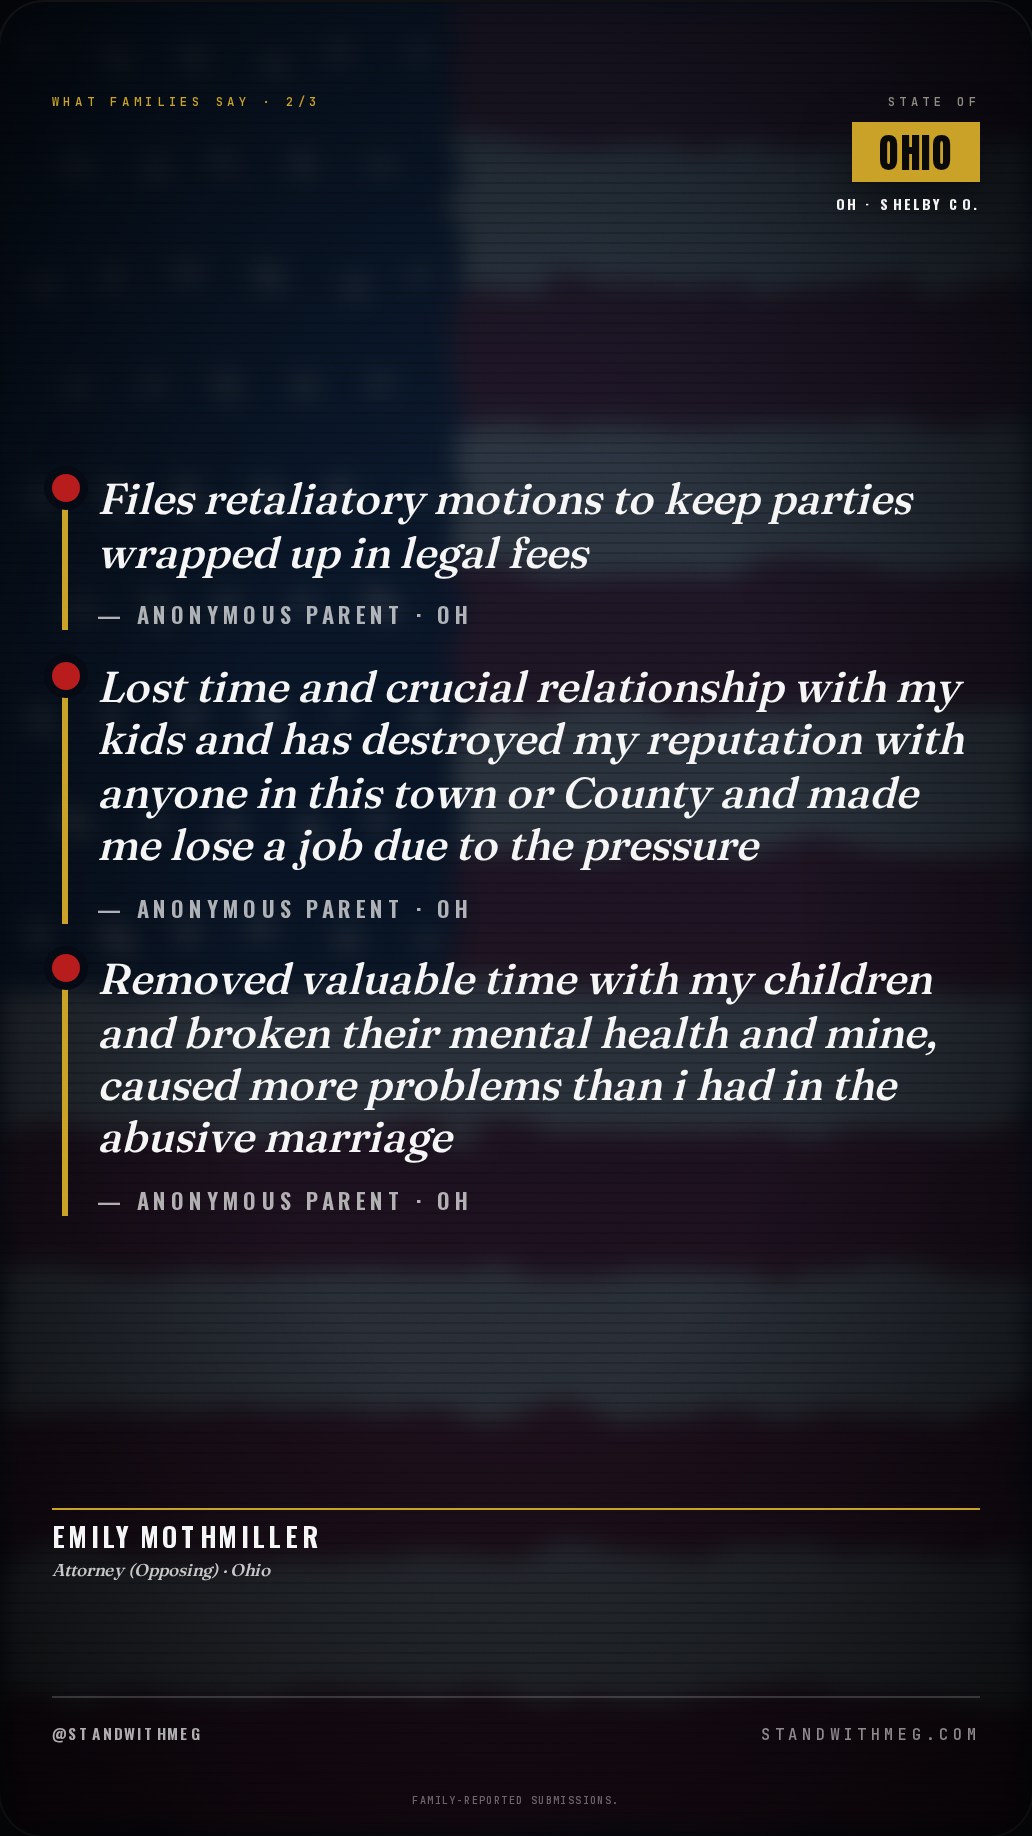 WHAT FAMILIES SAY · 2/3
STATE OF
OHIO
OH · SHELBY CO.
Files retaliatory motions to keep parties
wrapped up in legal fees
— ANONYMOUS PARENT · OH
Lost time and crucial relationship with my
kids and has destroyed my reputation with
anyone in this town or County and made
me lose a job due to the pressure
— ANONYMOUS PARENT · OH
Removed valuable time with my children
and broken their mental health and mine,
caused more problems than i had in the
abusive marriage
— ANONYMOUS PARENT · OH
EMILY MOTHMILLER
Attorney (Opposing) · Ohio
@STANDWITHMEG
STANDWITHMEG.COM
FAMILY-REPORTED SUBMISSIONS.